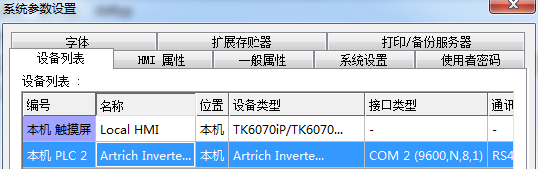 系统参数设置
字体 扩展存贮器 打印/备份服务器
设备列表 HMI 属性 一般属性 系统设置 使用者密码
设备列表 :
编号 名称 位置 设备类型 接口类型 通讯
本机 触摸屏 Local HMI 本机 TK6070iP/TK6070... - -
本机 PLC 2 Artrich Inverte... 本机 Artrich Inverte... COM 2 (9600,N,8,1) RS4